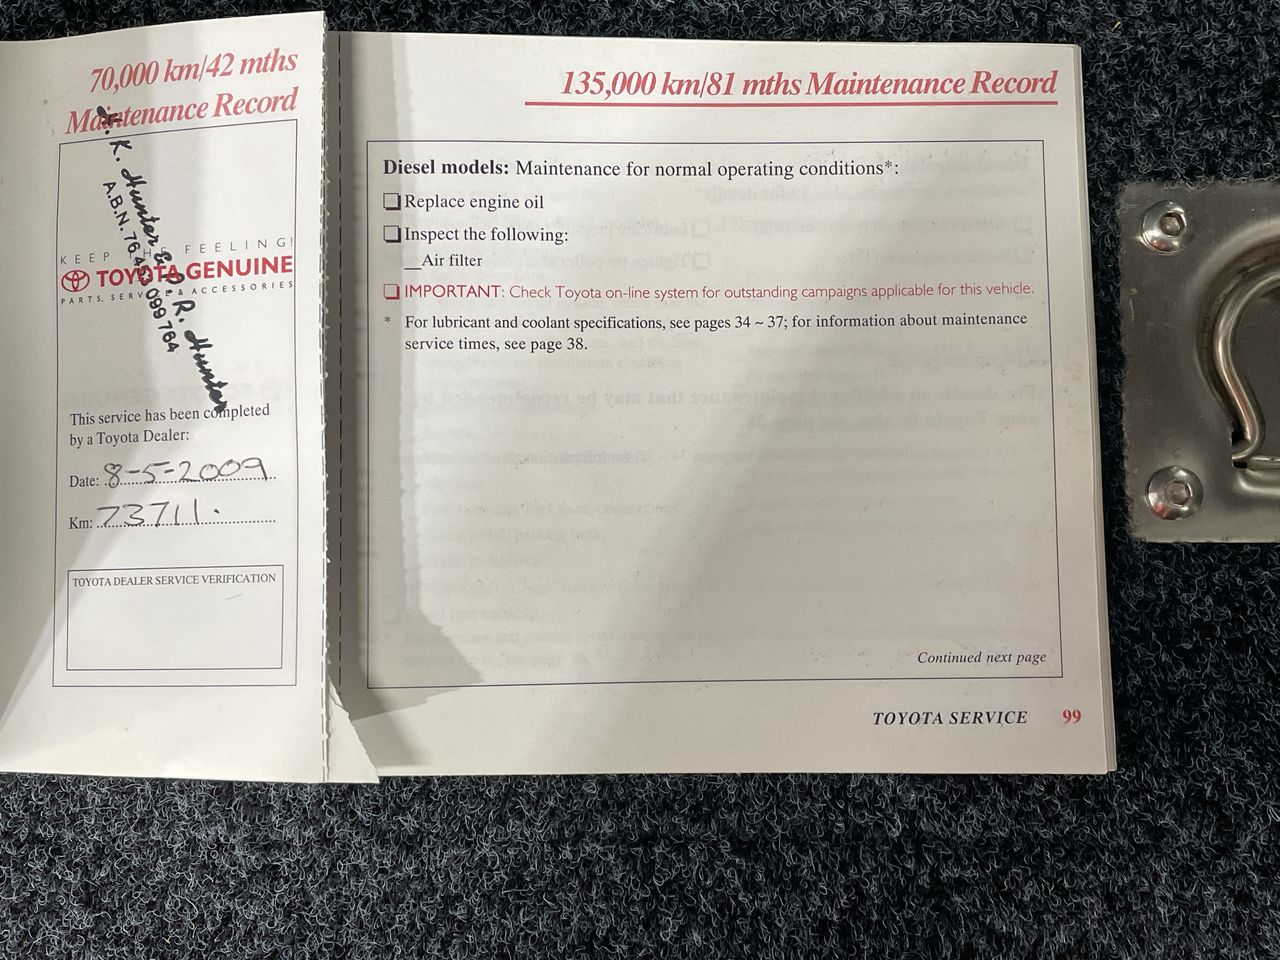 70,000 km/42 mths
Maintenance Record
A. K. Hunter & P. R. Hunter
A.B.N. 76 453 099 764
KEEP THE FEELING!
TOYOTA GENUINE
PARTS, SERVICE & ACCESSORIES
This service has been completed
by a Toyota Dealer:
Date: 8-5-2009
Km: 73711.
TOYOTA DEALER SERVICE VERIFICATION
135,000 km/81 mths Maintenance Record
Diesel models: Maintenance for normal operating conditions*:
❏ Replace engine oil
❏ Inspect the following:
__Air filter
❏ IMPORTANT: Check Toyota on-line system for outstanding campaigns applicable for this vehicle.
* For lubricant and coolant specifications, see pages 34 ~ 37; for information about maintenance
service times, see page 38.
Continued next page
TOYOTA SERVICE 99